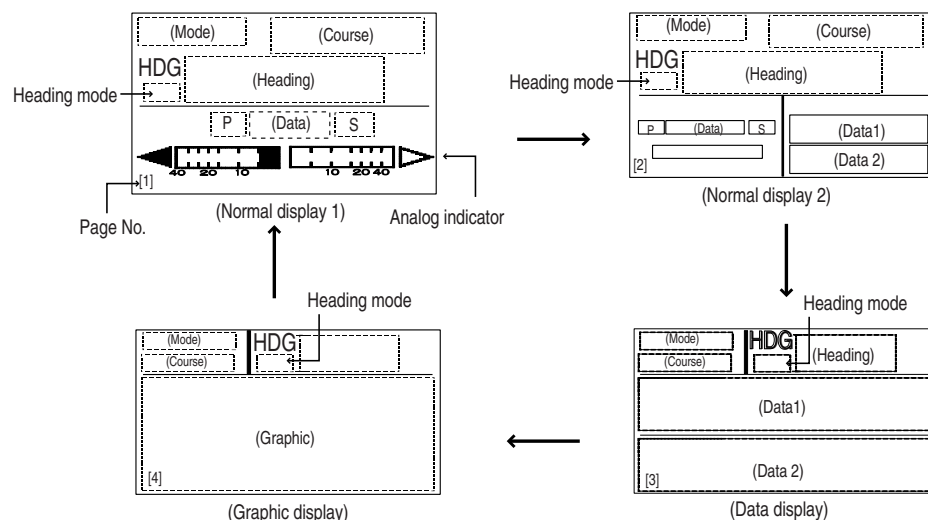 (Mode)
(Course)
HDG
(Heading)
Heading mode
P
(Data)
S
40 20 10
10 20 40
[1]
Page No.
(Normal display 1)
Analog indicator
(Mode)
(Course)
HDG
(Heading)
P
(Data)
S
(Data1)
(Data 2)
[2]
(Normal display 2)
Heading mode
(Mode)
(Course)
HDG
(Graphic)
[4]
(Graphic display)
Heading mode
(Mode)
(Course)
HDG
(Heading)
(Data1)
(Data 2)
[3]
(Data display)